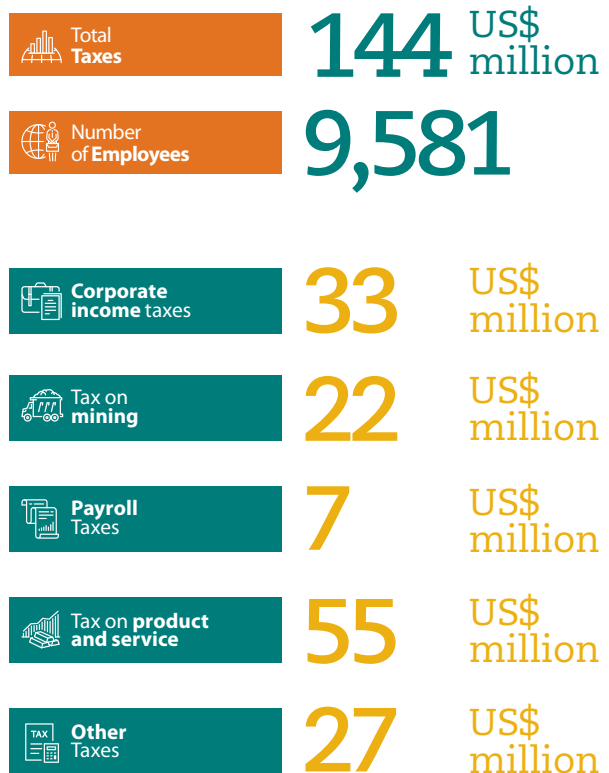 Total
Taxes
144 US$
million
Number
of Employees
9,581
Corporate
income taxes
33 US$
million
Tax on
mining
22 US$
million
Payroll
Taxes
7 US$
million
Tax on product
and service
55 US$
million
TAX
Other
Taxes
27 US$
million